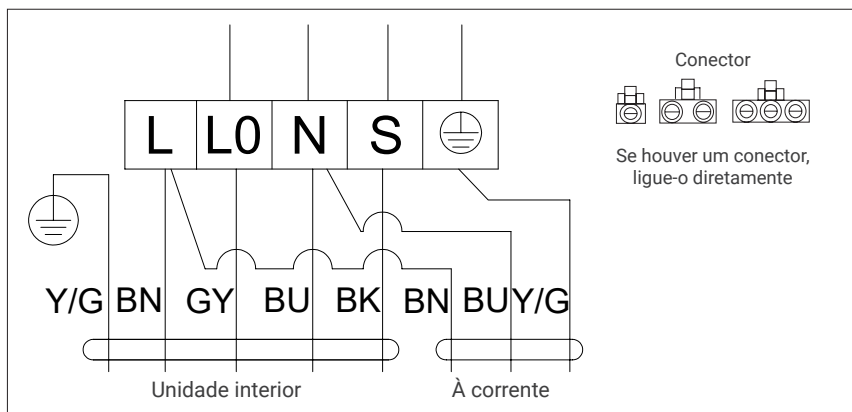 Conector
L L0 N S
Se houver um conector,
ligue-o diretamente
Y/G BN GY BU BK BN BU Y/G
Unidade interior À corrente